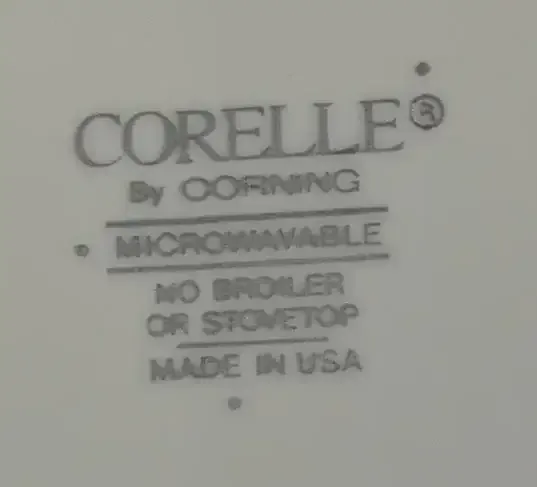 CORELLE®
By CORNING
MICROWAVABLE
NO BROILER
OR STOVETOP
MADE IN USA